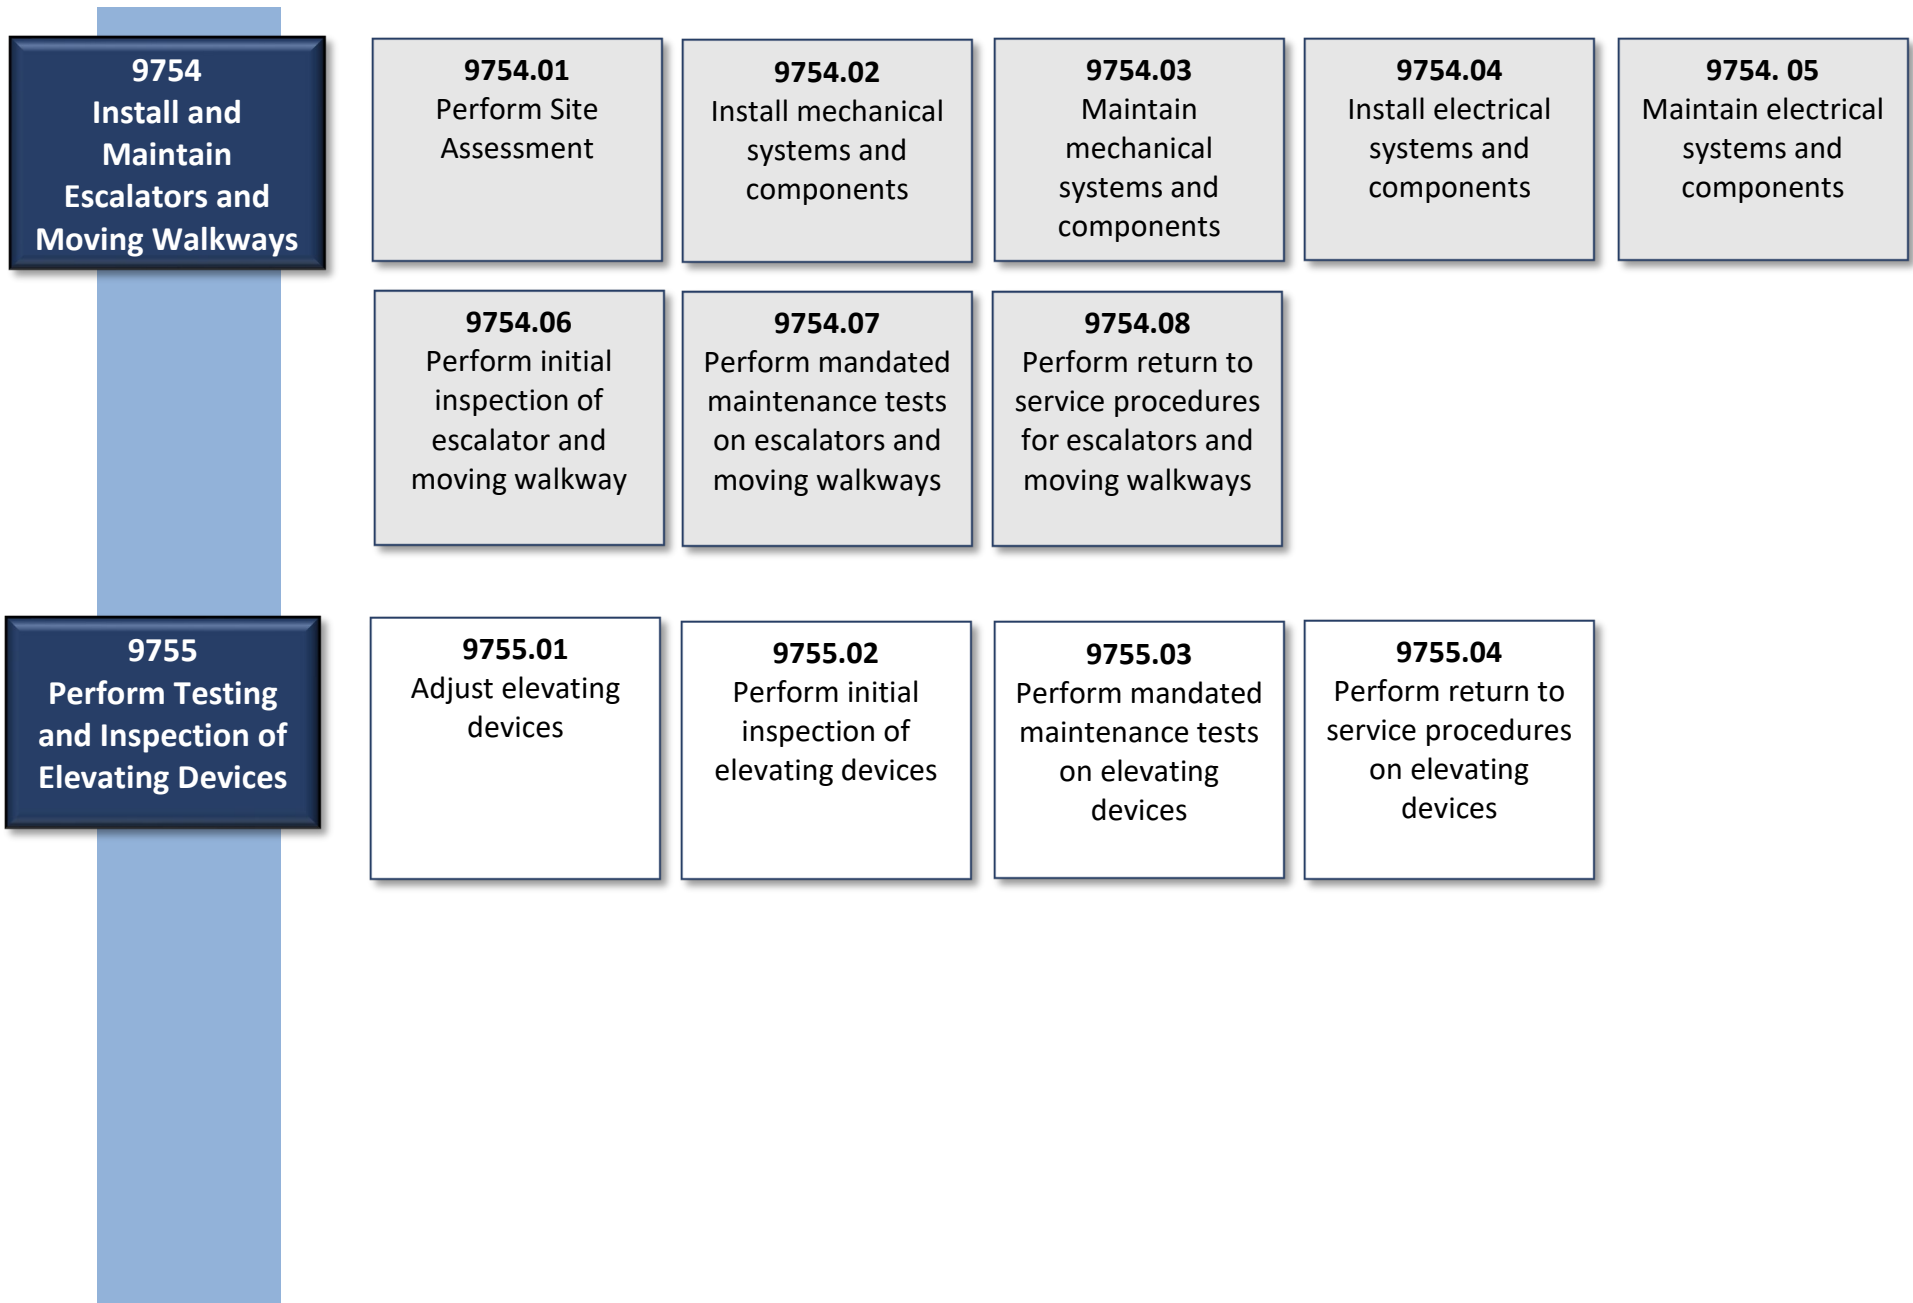 9754
Install and
Maintain
Escalators and
Moving Walkways
9754.01
Perform Site
Assessment
9754.02
Install mechanical
systems and
components
9754.03
Maintain
mechanical
systems and
components
9754.04
Install electrical
systems and
components
9754. 05
Maintain electrical
systems and
components
9754.06
Perform initial
inspection of
escalator and
moving walkway
9754.07
Perform mandated
maintenance tests
on escalators and
moving walkways
9754.08
Perform return to
service procedures
for escalators and
moving walkways
9755
Perform Testing
and Inspection of
Elevating Devices
9755.01
Adjust elevating
devices
9755.02
Perform initial
inspection of
elevating devices
9755.03
Perform mandated
maintenance tests
on elevating
devices
9755.04
Perform return to
service procedures
on elevating
devices